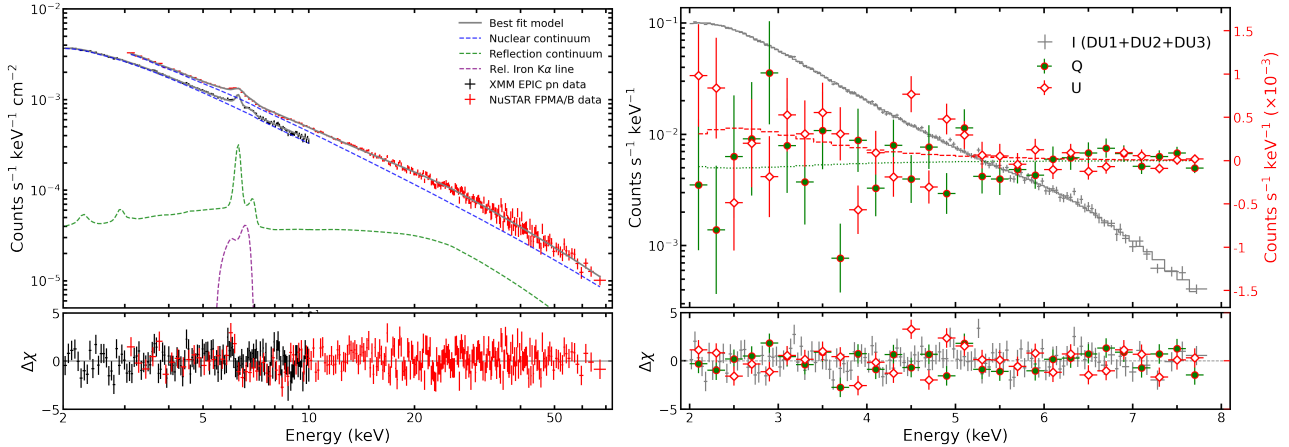 10⁻¹
10⁻²
10⁻³
10⁻⁴
10⁻⁵
Counts s⁻¹ keV⁻¹ cm⁻²
Best fit model
Nuclear continuum
Reflection continuum
Rel. Iron Kα line
XMM EPIC pn data
NuSTAR FPMA/B data
5
0
−5
Δχ
2
5
10
20
50
Energy (keV)
10⁻¹
10⁻²
10⁻³
Counts s⁻¹ keV⁻¹
I (DU1+DU2+DU3)
Q
U
1.5
1
0.5
0
-0.5
-1
-1.5
Counts s⁻¹ keV⁻¹ (×10⁻³)
5
0
−5
Δχ
2
3
4
5
6
7
8
Energy (keV)